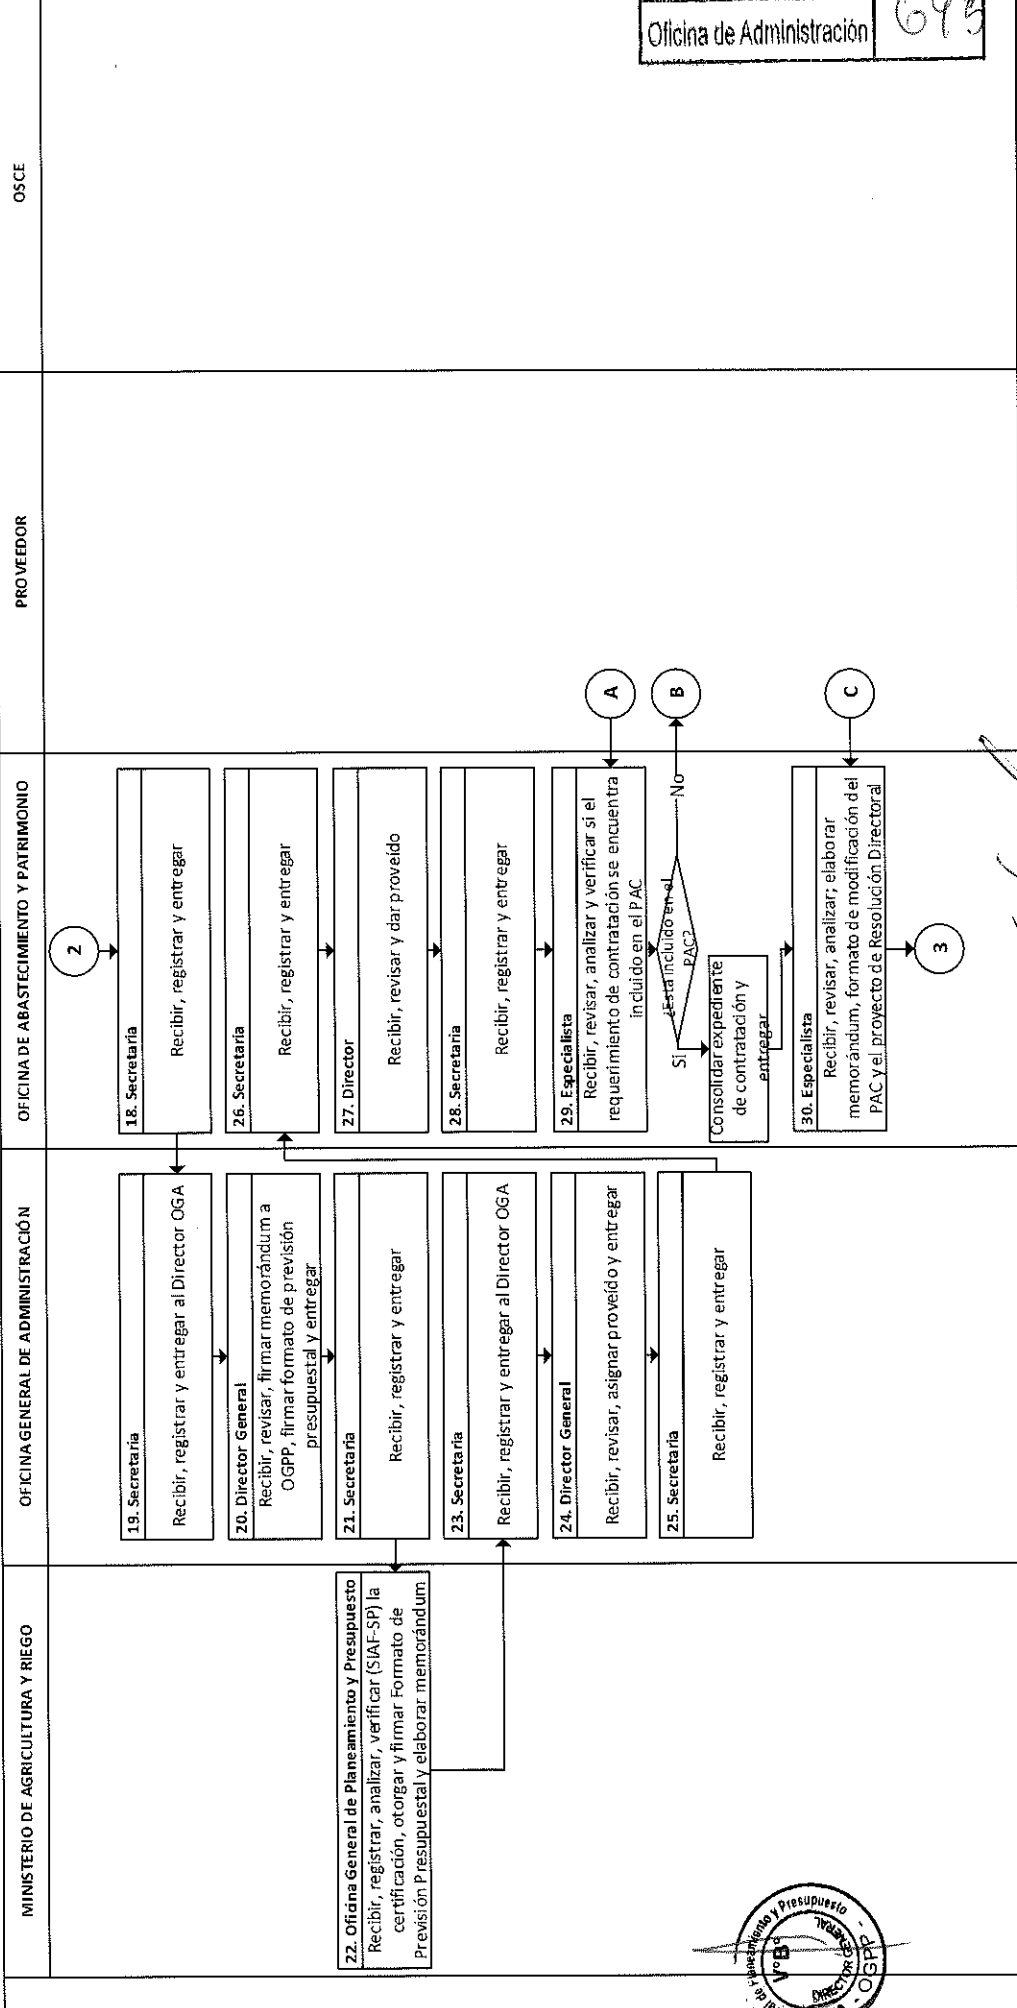 Oficina de Administración
MINISTERIO DE AGRICULTURA Y RIEGO
OFICINA GENERAL DE ADMINISTRACIÓN
OFICINA DE ABASTECIMIENTO Y PATRIMONIO
PROVEEDOR
OSCE
2
18. Secretaria
Recibir, registrar y entregar
19. Secretaria
Recibir, registrar y entregar al Director OGA
20. Director General
Recibir, revisar, firmar memorándum a
OGPP, firmar formato de previsión
presupuestal y entregar
21. Secretaria
Recibir, registrar y entregar
22. Oficina General de Planeamiento y Presupuesto
Recibir, registrar, analizar, verificar (SIAF-SP) la
certificación, otorgar y firmar Formato de
Previsión Presupuestal y elaborar memorándum
23. Secretaria
Recibir, registrar y entregar al Director OGA
24. Director General
Recibir, revisar, asignar proveído y entregar
25. Secretaria
Recibir, registrar y entregar
26. Secretaria
Recibir, registrar y entregar
27. Director
Recibir, revisar y dar proveído
28. Secretaria
Recibir, registrar y entregar
29. Especialista
Recibir, revisar, analizar y verificar si el
requerimiento de contratación se encuentra
incluido en el PAC
A
¿Está incluido en el
PAC?
No
B
Si
Consolidar expediente
de contratación y
entregar
30. Especialista
Recibir, revisar, analizar; elaborar
memorándum, formato de modificación del
PAC y el proyecto de Resolución Directoral
C
3
de Planeamiento y Presupuesto
V°B°
DIRECTOR GENERAL
- OGPP -